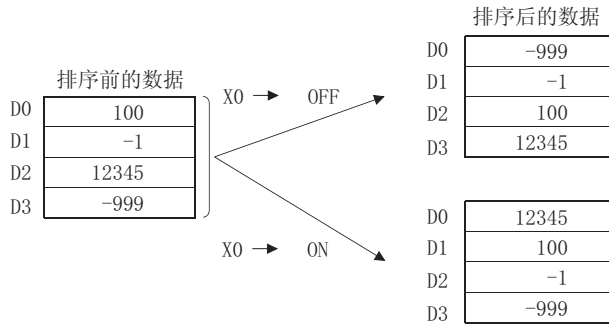 排序前的数据
D0 100
D1 -1
D2 12345
D3 -999
X0 → OFF
X0 → ON
排序后的数据
D0 -999
D1 -1
D2 100
D3 12345
D0 12345
D1 100
D2 -1
D3 -999